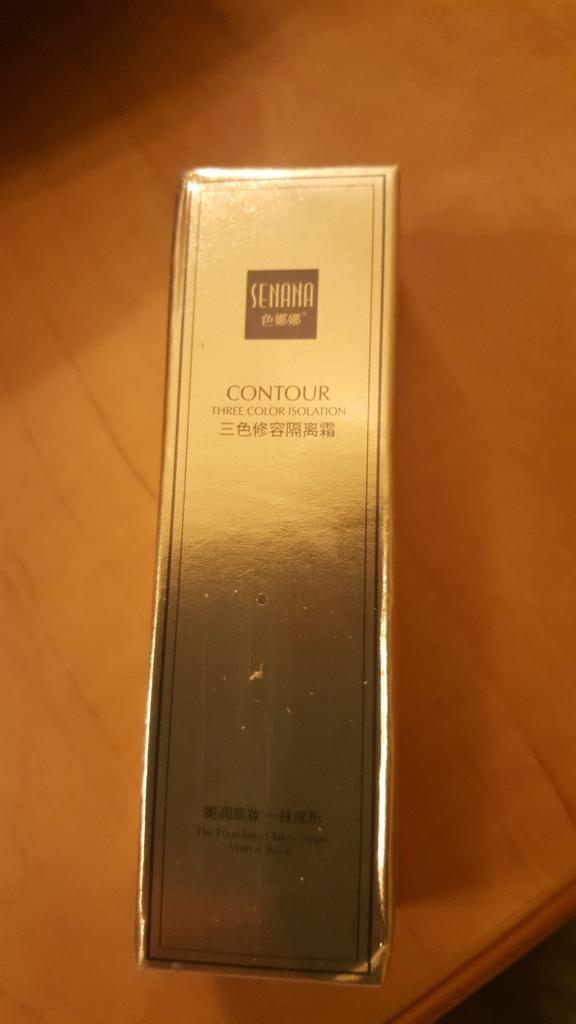 SENANA
色娜娜®
CONTOUR
THREE COLOR ISOLATION
三色修容隔离霜
美润底妆 一抹成形
The Foundation Takes Shape
With A Touch